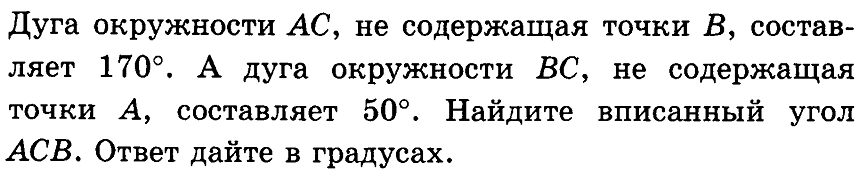 Дуга окружности AC, не содержащая точки B, состав-
ляет 170°. А дуга окружности BC, не содержащая
точки A, составляет 50°. Найдите вписанный угол
ACB. Ответ дайте в градусах.